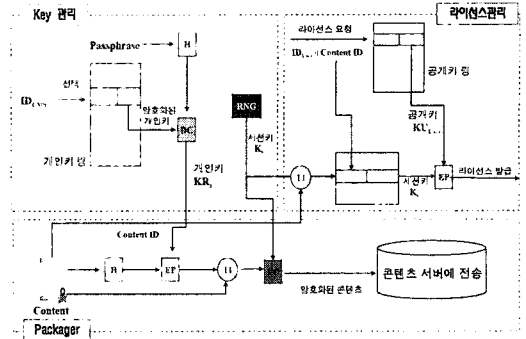 Key 관리
라이선스관리
Passphrase
H
라이선스 요청
Content ID
선택
공개키 링
암호화된
개인키
RNG
공개키
DC
세션키
개인키 링
개인키
세션키
EP
라이선스 발급
Content ID
H
EP
암호화된 콘텐츠
콘텐츠 서버에 전송
Content
Packager